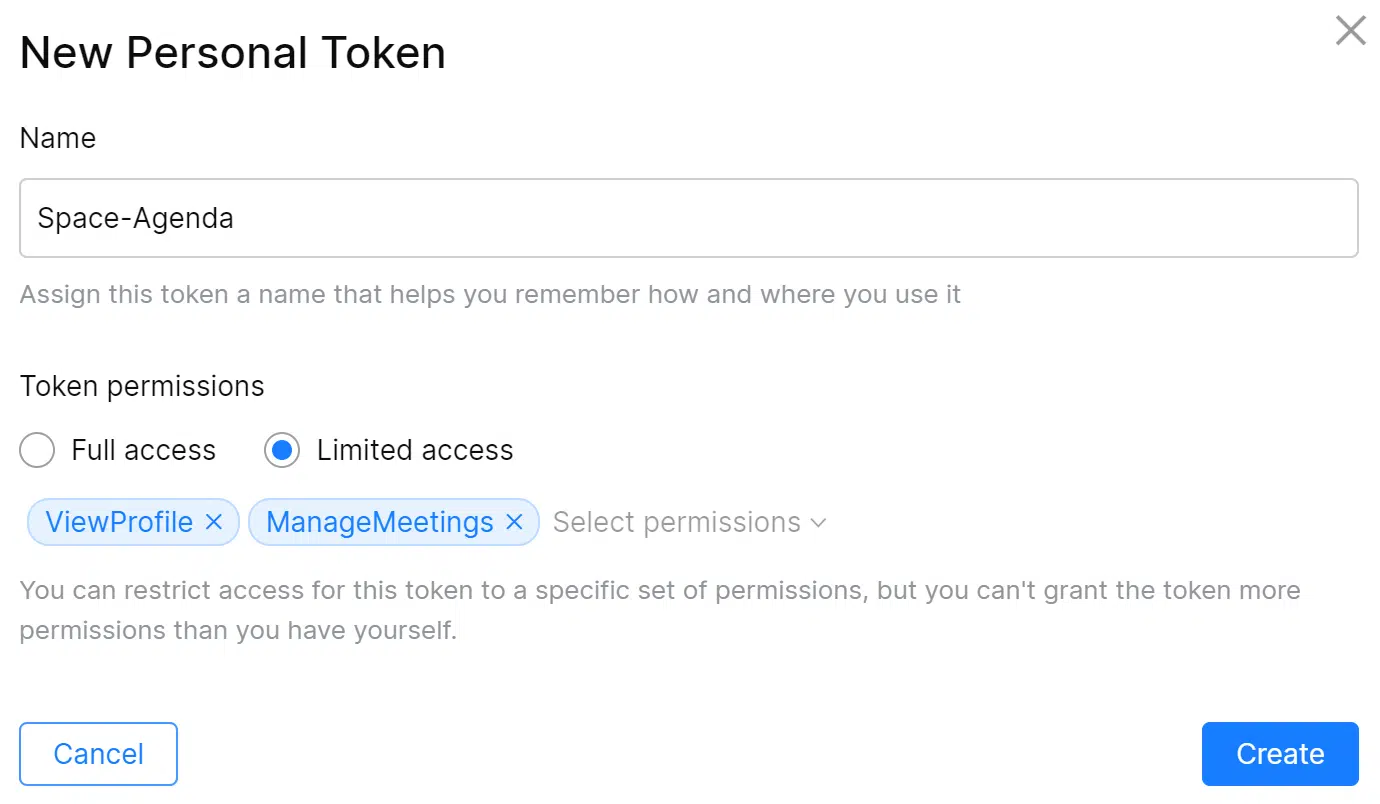 New Personal Token
Name
Space-Agenda
Assign this token a name that helps you remember how and where you use it
Token permissions
Full access Limited access
ViewProfile ManageMeetings Select permissions
You can restrict access for this token to a specific set of permissions, but you can't grant the token more
permissions than you have yourself.
Cancel Create